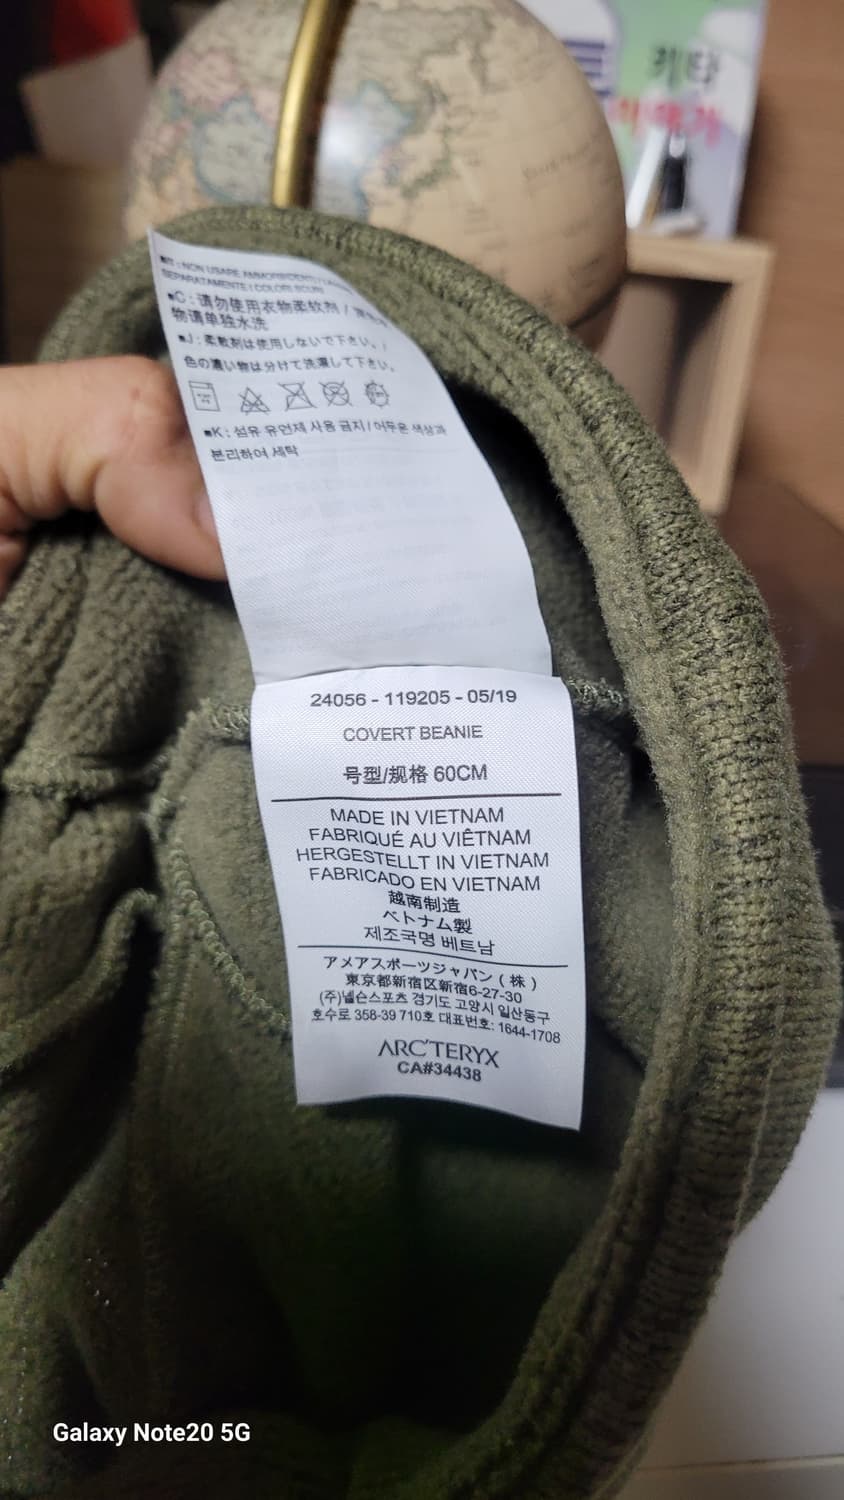 기타
■IT : NON USARE AMMORBIDENTI / LAVARE
SEPARATAMENTE I COLORI SCURI
■C : 请勿使用衣物柔软剂 /
物请单独水洗
■J : 柔軟剤は使用しないで下さい。/
色の濃い物は分けて洗濯して下さい。
■K : 섬유 유연제 사용 금지 / 어두운 색상과
분리하여 세탁
24056 - 119205 - 05/19
COVERT BEANIE
号型/规格 60CM
MADE IN VIETNAM
FABRIQUÉ AU VIÊTNAM
HERGESTELLT IN VIETNAM
FABRICADO EN VIETNAM
越南制造
ベトナム製
제조국명 베트남
アメアスポーツジャパン ( 株 )
東京都新宿区新宿6-27-30
(주)넬슨스포츠 경기도 고양시 일산동구
호수로 358-39 710호 대표번호: 1644-1708
ARC'TERYX
CA#34438
Galaxy Note20 5G